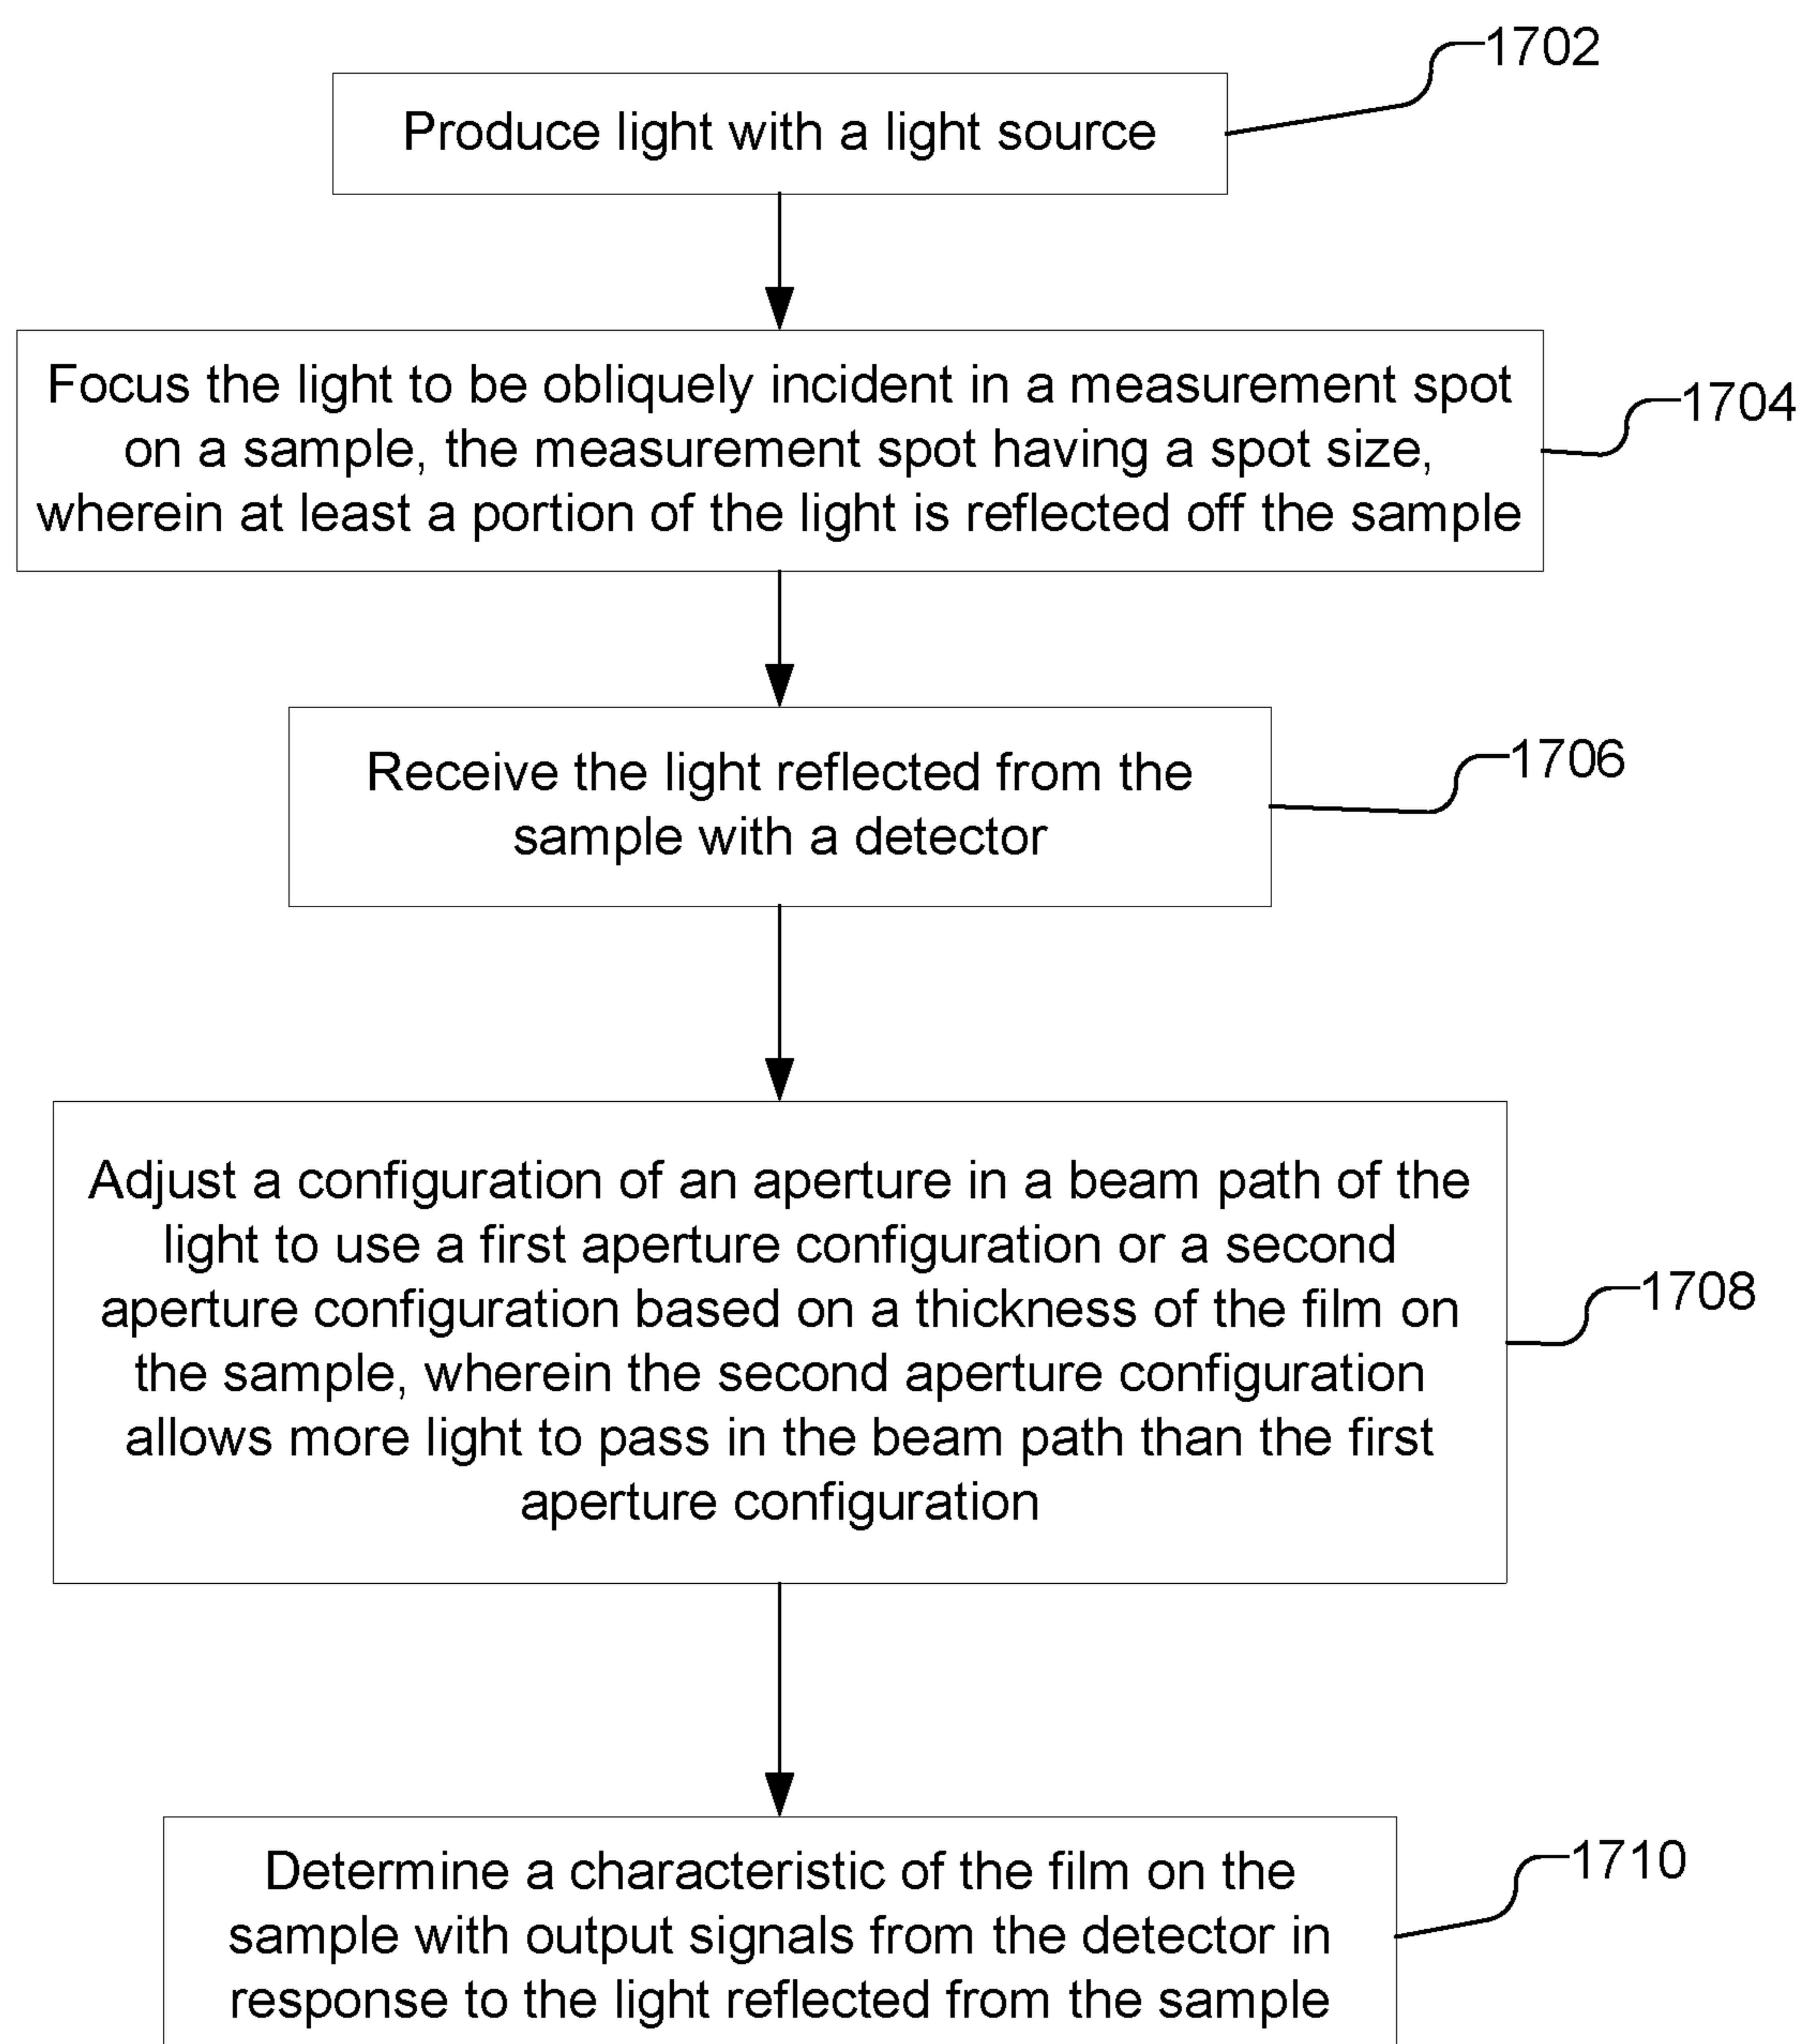 1702
Produce light with a light source
Focus the light to be obliquely incident in a measurement spot
on a sample, the measurement spot having a spot size,
wherein at least a portion of the light is reflected off the sample
1704
Receive the light reflected from the
sample with a detector
1706
Adjust a configuration of an aperture in a beam path of the
light to use a first aperture configuration or a second
aperture configuration based on a thickness of the film on
the sample, wherein the second aperture configuration
allows more light to pass in the beam path than the first
aperture configuration
1708
Determine a characteristic of the film on the
sample with output signals from the detector in
response to the light reflected from the sample
1710